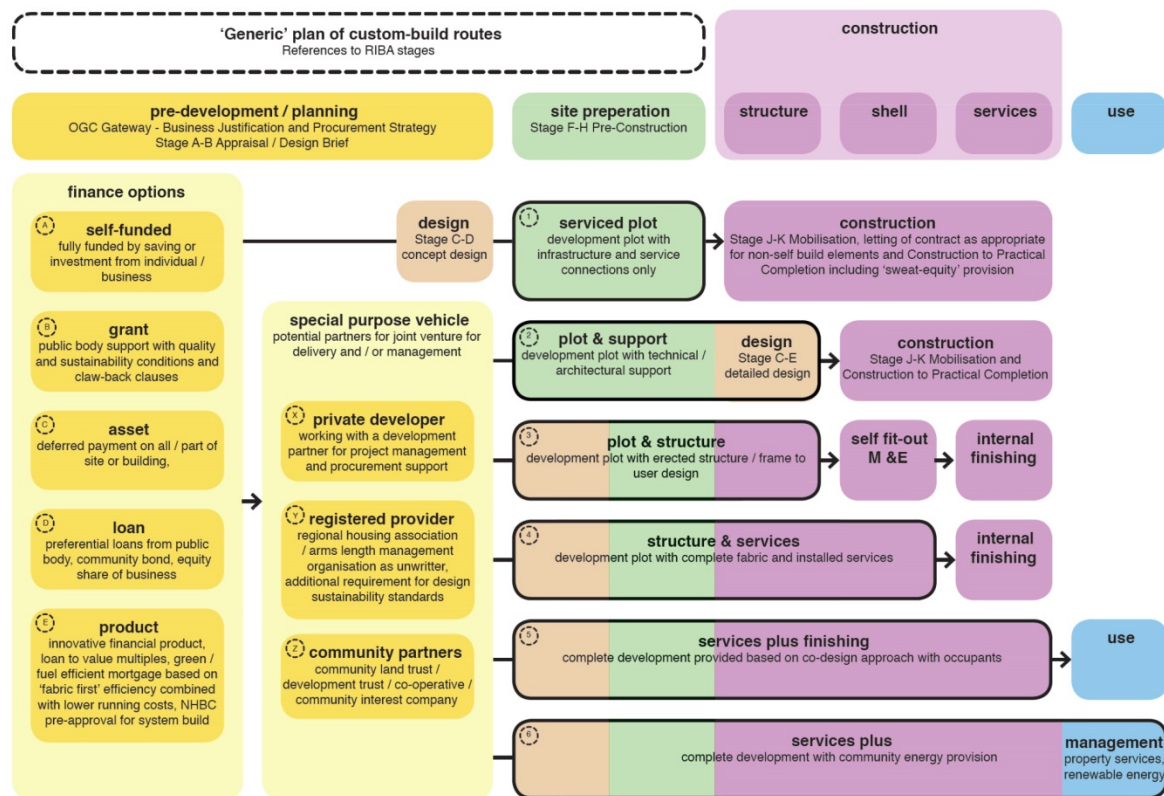 ‘Generic’ plan of custom-build routes
References to RIBA stages
construction
pre-development / planning
OGC Gateway - Business Justification and Procurement Strategy
Stage A-B Appraisal / Design Brief
site preperation
Stage F-H Pre-Construction
structure
shell
services
use
finance options
A
self-funded
fully funded by saving or
investment from individual /
business
B
grant
public body support with quality
and sustainability conditions and
claw-back clauses
C
asset
deferred payment on all / part of
site or building,
D
loan
preferential loans from public
body, community bond, equity
share of business
E
product
innovative financial product,
loan to value multiples, green /
fuel efficient mortgage based on
‘fabric first’ efficiency combined
with lower running costs, NHBC
pre-approval for system build
special purpose vehicle
potential partners for joint venture for
delivery and / or management
X
private developer
working with a development
partner for project management
and procurement support
Y
registered provider
regional housing association
/ arms length management
organisation as unwritter,
additional requirement for design
sustainability standards
Z
community partners
community land trust /
development trust / co-operative /
community interest company
design
Stage C-D
concept design
1
serviced plot
development plot with
infrastructure and service
connections only
construction
Stage J-K Mobilisation, letting of contract as appropriate
for non-self build elements and Construction to Practical
Completion including ‘sweat-equity’ provision
2
plot & support
development plot with technical /
architectural support
design
Stage C-E
detailed design
construction
Stage J-K Mobilisation and
Construction to Practical Completion
3
plot & structure
development plot with erected structure / frame to
user design
self fit-out
M &E
internal
finishing
4
structure & services
development plot with complete fabric and installed services
internal
finishing
5
services plus finishing
complete development provided based on co-design approach with occupants
use
6
services plus
complete development with community energy provision
management
property services,
renewable energy